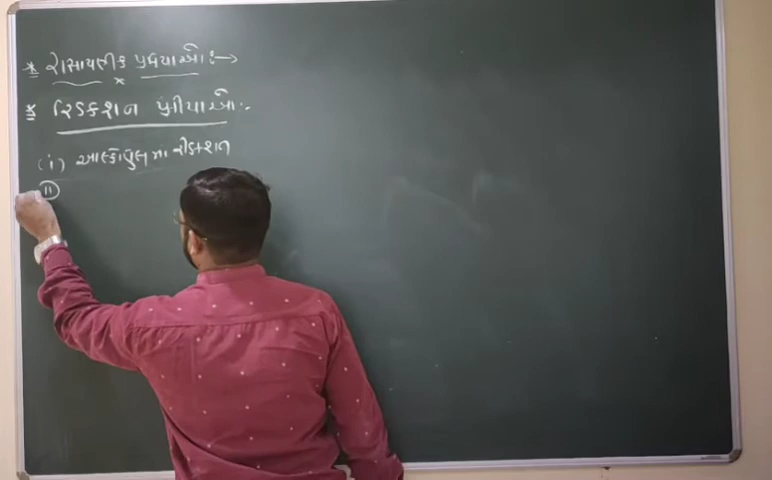 * રાસાયણીક પ્રક્રિયાઓ :→
×
* રિડક્શન પ્રક્રીયાઓ :-
(i) આલ્કોહોલ માં રીડક્શન
(ii)